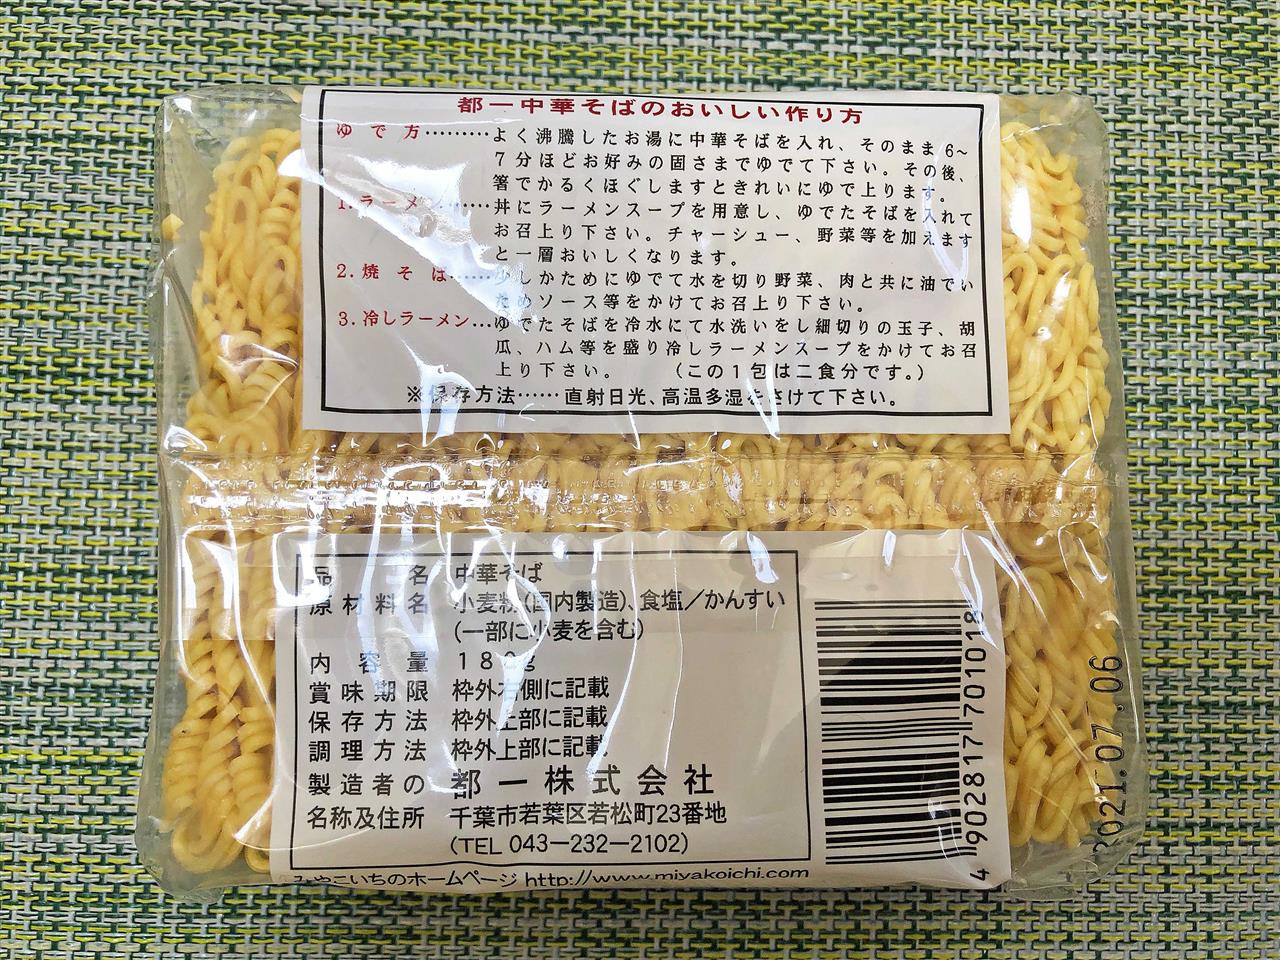 都一中華そばのおいしい作り方
ゆで方………よく沸騰したお湯に中華そばを入れ、そのまま6～
7分ほどお好みの固さまでゆでて下さい。その後、
箸でかるくほぐしますときれいにゆで上ります。
1.ラーメン……丼にラーメンスープを用意し、ゆでたそばを入れて
お召上り下さい。チャーシュー、野菜等を加えます
と一層おいしくなります。
2.焼そば……少しかためにゆでて水を切り野菜、肉と共に油でい
ためソース等をかけてお召上り下さい。
3.冷しラーメン…ゆでたそばを冷水にて水洗いをし細切りの玉子、胡
瓜、ハム等を盛り冷しラーメンスープをかけてお召
上り下さい。 （この1包は二食分です。）
※保存方法……直射日光、高温多湿をさけて下さい。
品名 中華そば
原材料名 小麦粉（国内製造）、食塩／かんすい
（一部に小麦を含む）
内容量 180g
賞味期限 枠外右側に記載
保存方法 枠外上部に記載
調理方法 枠外上部に記載
製造者の 都一株式会社
名称及住所 千葉市若葉区若松町23番地
（TEL 043―232―2102）
みやこいちのホームページ http://www.miyakoichi.com
4 902817 701018
2021.07.06